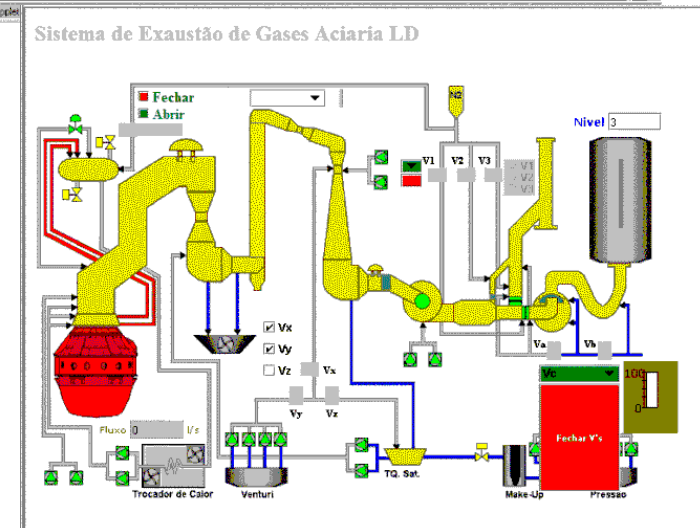 Sistema de Exaustão de Gases Aciaria LD
Fechar
Abrir
N2
Nivel 3
V1 V2 V3
V1
V2
V3
Vx
Vy
Vz
Vx
Vy
Vz
Va
Vb
Vc
100
0
Fechar V's
Fluxo 0 l/s
Trocador de Calor
Venturi
TQ. Sat.
Make-Up
Pressão